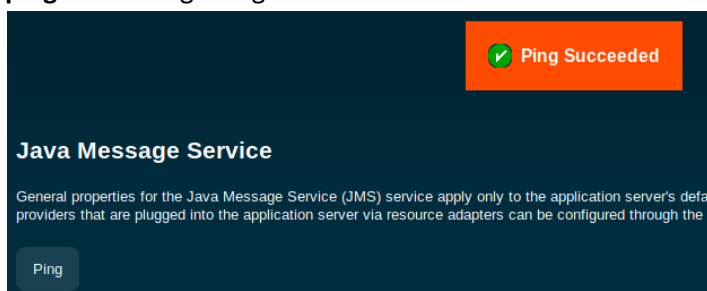 Ping Succeeded
Java Message Service
General properties for the Java Message Service (JMS) service apply only to the application server's
providers that are plugged into the application server via resource adapters can be configured through the
Ping